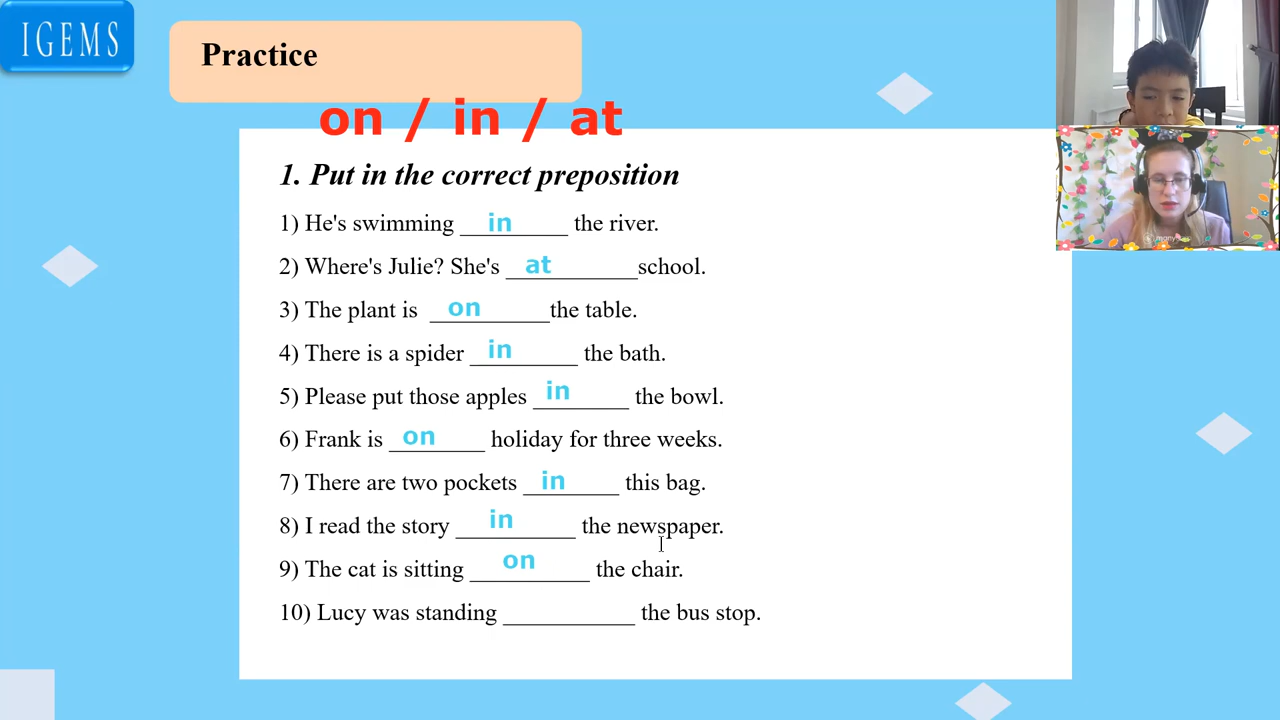 IGEMS
Practice
on / in / at
1. Put in the correct preposition
1) He's swimming in the river.
2) Where's Julie? She's at school.
3) The plant is on the table.
4) There is a spider in the bath.
5) Please put those apples in the bowl.
6) Frank is on holiday for three weeks.
7) There are two pockets in this bag.
8) I read the story in the newspaper.
9) The cat is sitting on the chair.
10) Lucy was standing ___________ the bus stop.